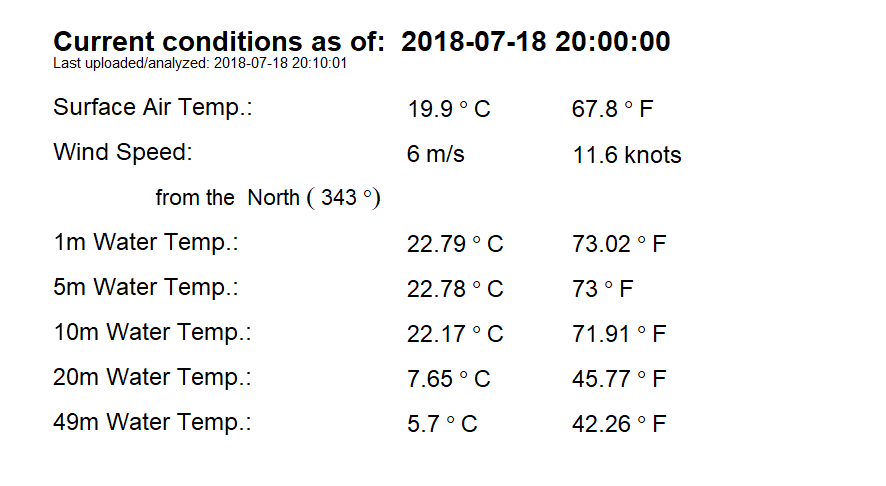 Current conditions as of: 2018-07-18 20:00:00
Last uploaded/analyzed: 2018-07-18 20:10:01
Surface Air Temp.: 19.9 ° C 67.8 ° F
Wind Speed: 6 m/s 11.6 knots
from the North ( 343 °)
1m Water Temp.: 22.79 ° C 73.02 ° F
5m Water Temp.: 22.78 ° C 73 ° F
10m Water Temp.: 22.17 ° C 71.91 ° F
20m Water Temp.: 7.65 ° C 45.77 ° F
49m Water Temp.: 5.7 ° C 42.26 ° F